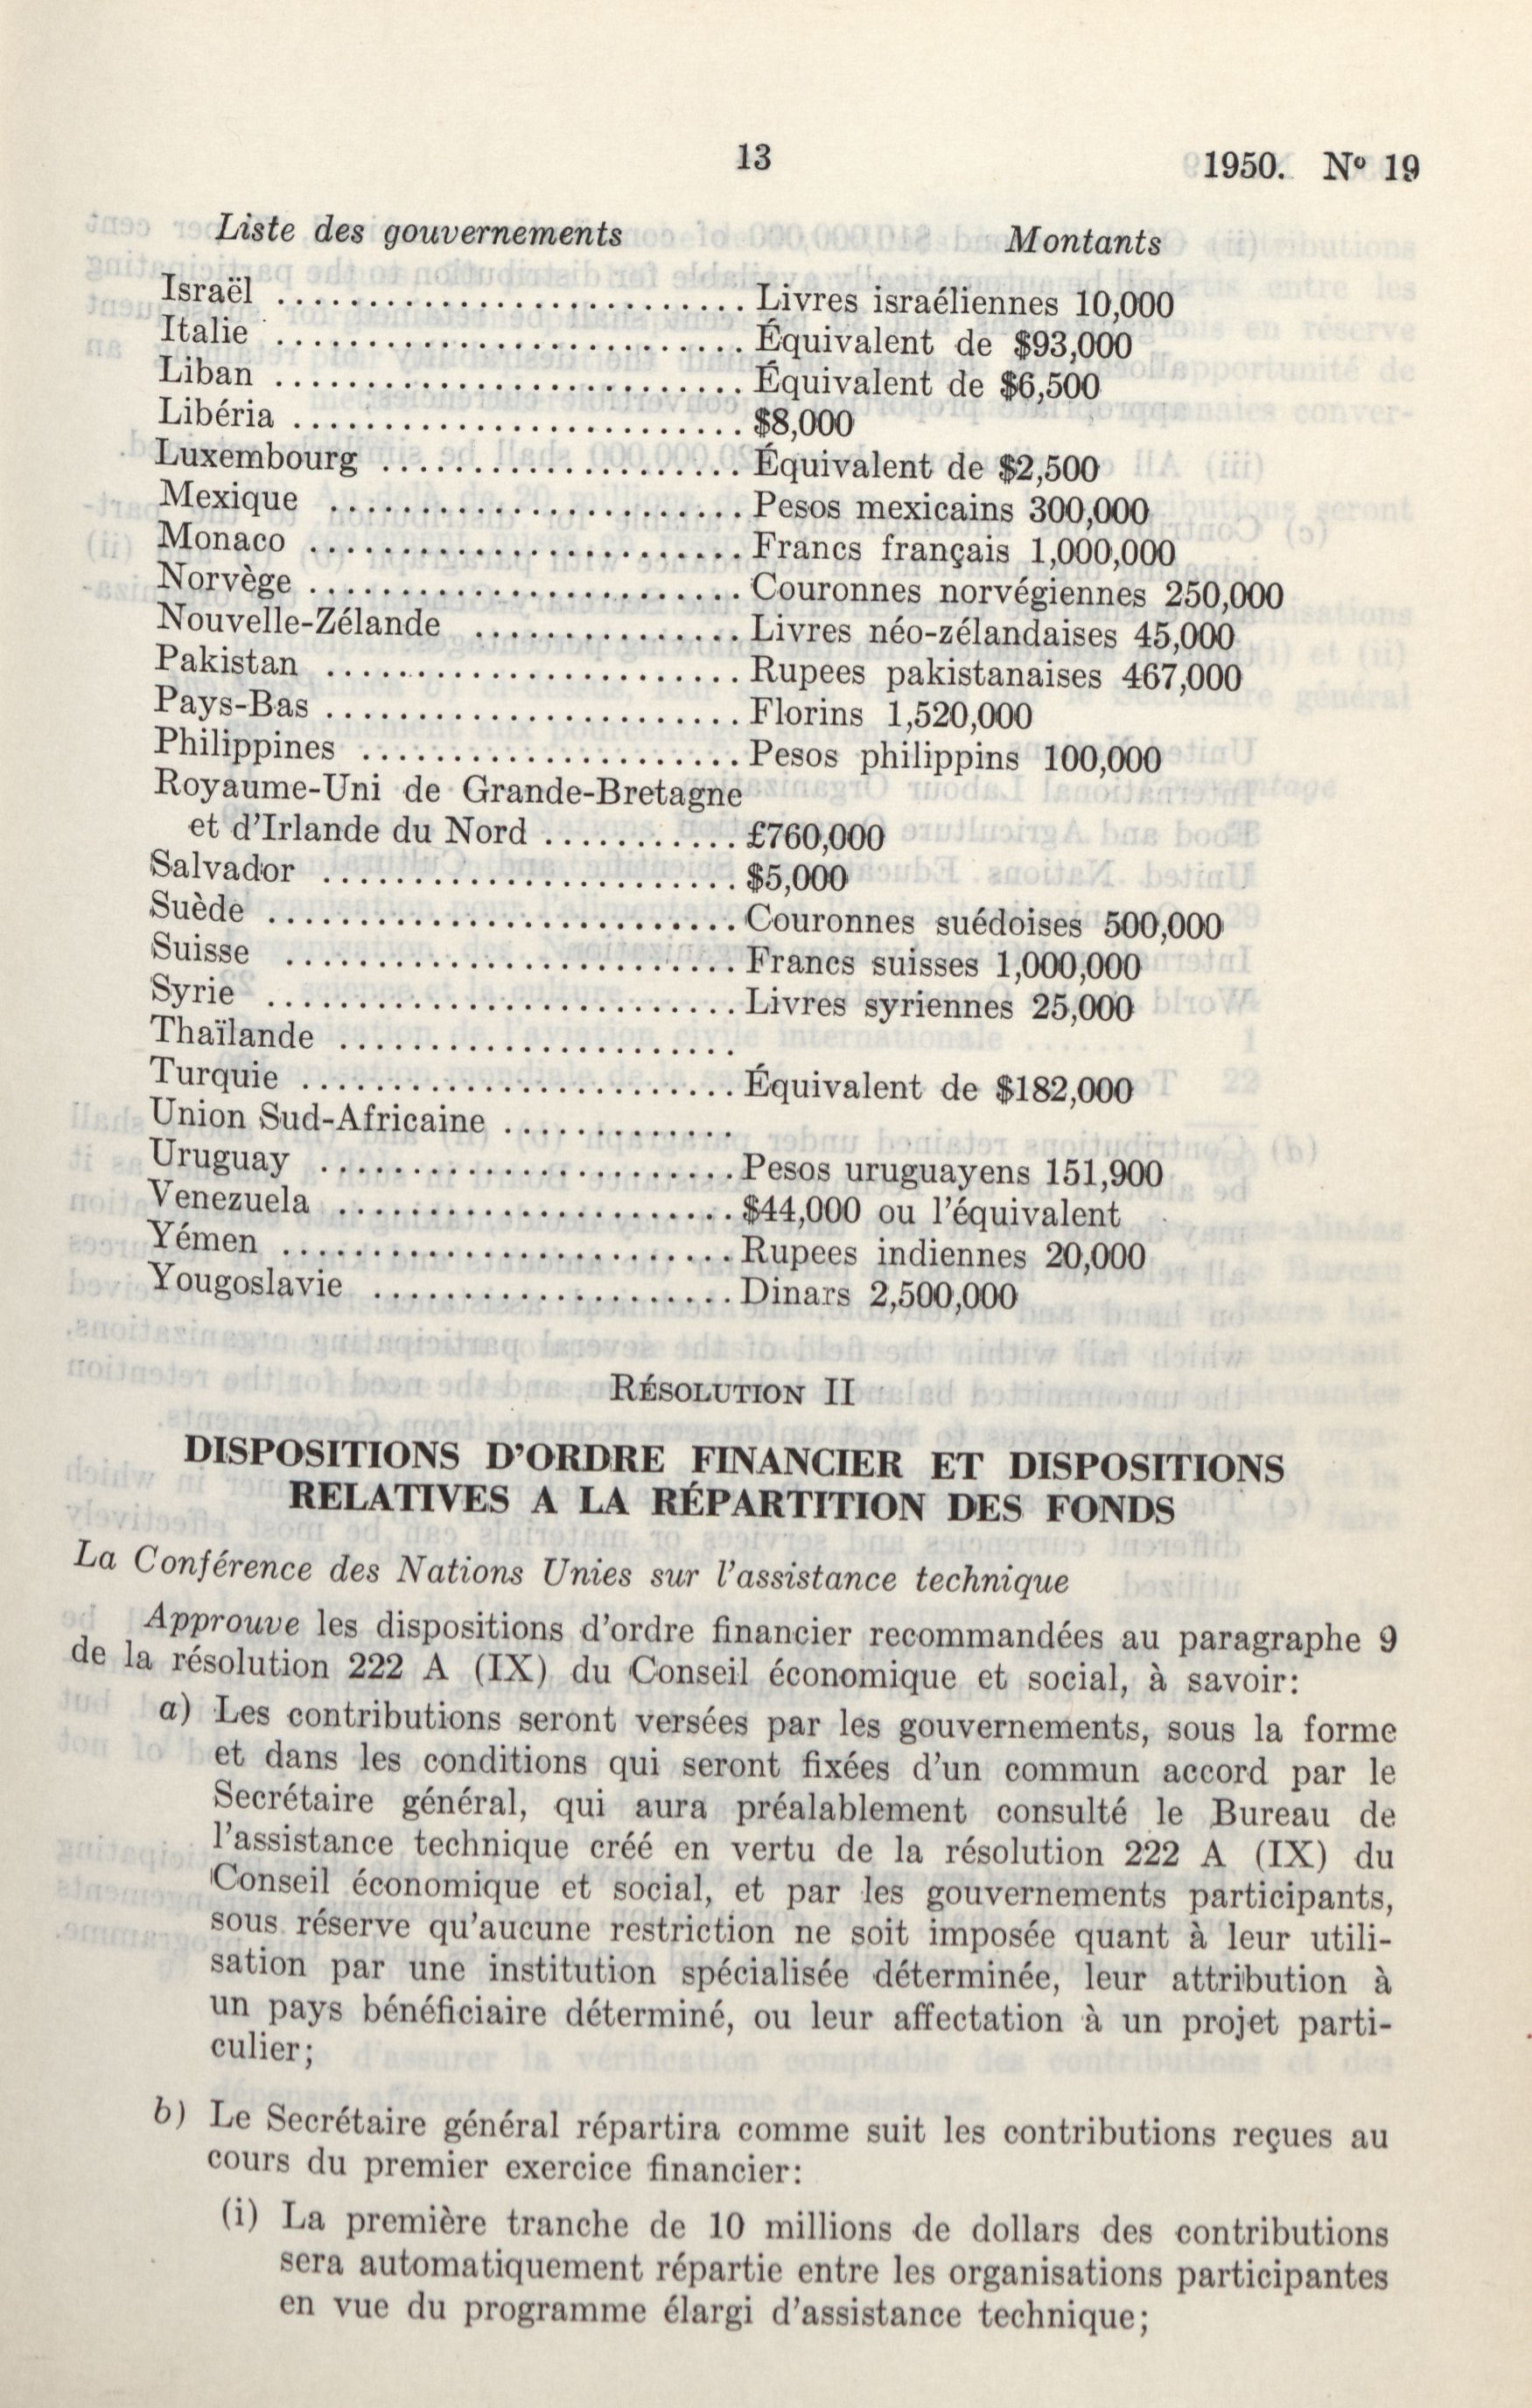 13
1950. Nº 19
Liste des gouvernements Montants
Israël .......................... Livres israéliennes 10,000
Italie .......................... Équivalent de $93,000
Liban .......................... Équivalent de $6,500
Libéria ......................... $8,000
Luxembourg .................... Équivalent de $2,500
Mexique ....................... Pesos mexicains 300,000
Monaco ........................ Francs français 1,000,000
Norvège ........................ Couronnes norvégiennes 250,000
Nouvelle-Zélande ............... Livres néo-zélandaises 45,000
Pakistan ....................... Rupees pakistanaises 467,000
Pays-Bas ....................... Florins 1,520,000
Philippines ..................... Pesos philippins 100,000
Royaume-Uni de Grande-Bretagne
et d'Irlande du Nord ........... £760,000
Salvador ....................... $5,000
Suède .......................... Couronnes suédoises 500,000
Suisse ......................... Francs suisses 1,000,000
Syrie .......................... Livres syriennes 25,000
Thaïlande ......................
Turquie ........................ Équivalent de $182,000
Union Sud-Africaine .............
Uruguay ....................... Pesos uruguayens 151,900
Venezuela ...................... $44,000 ou l'équivalent
Yémen ......................... Rupees indiennes 20,000
Yougoslavie .................... Dinars 2,500,000
RÉSOLUTION II
DISPOSITIONS D'ORDRE FINANCIER ET DISPOSITIONS
RELATIVES A LA RÉPARTITION DES FONDS
La Conférence des Nations Unies sur l'assistance technique
Approuve les dispositions d'ordre financier recommandées au paragraphe 9
de la résolution 222 A (IX) du Conseil économique et social, à savoir:
a) Les contributions seront versées par les gouvernements, sous la forme
et dans les conditions qui seront fixées d'un commun accord par le
Secrétaire général, qui aura préalablement consulté le Bureau de
l'assistance technique créé en vertu de la résolution 222 A (IX) du
Conseil économique et social, et par les gouvernements participants,
sous réserve qu'aucune restriction ne soit imposée quant à leur utili-
sation par une institution spécialisée déterminée, leur attribution à
un pays bénéficiaire déterminé, ou leur affectation à un projet parti-
culier;
b) Le Secrétaire général répartira comme suit les contributions reçues au
cours du premier exercice financier:
(i) La première tranche de 10 millions de dollars des contributions
sera automatiquement répartie entre les organisations participantes
en vue du programme élargi d'assistance technique;